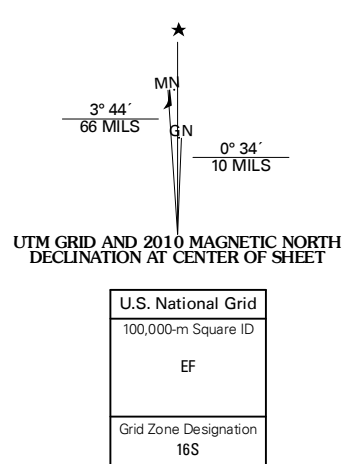 ★
MN
3° 44´
66 MILS
GN
0° 34´
10 MILS
UTM GRID AND 2010 MAGNETIC NORTH
DECLINATION AT CENTER OF SHEET
U.S. National Grid
100,000-m Square ID
EF
Grid Zone Designation
16S